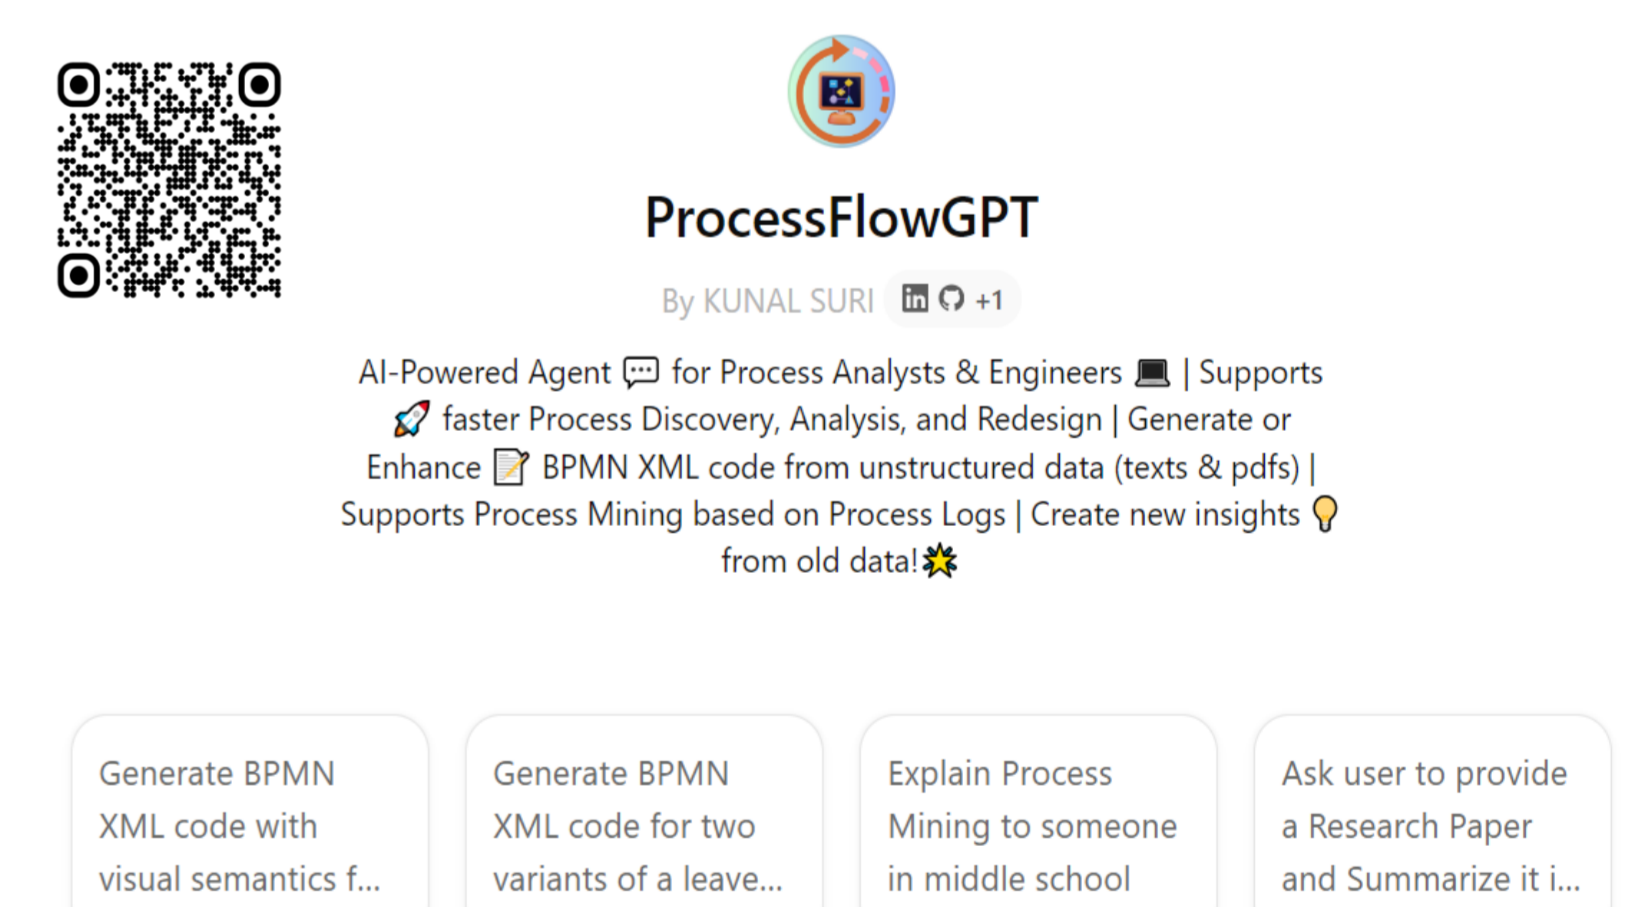 ProcessFlowGPT
By KUNAL SURI in +1
AI-Powered Agent 💬 for Process Analysts & Engineers 💻 | Supports
🚀 faster Process Discovery, Analysis, and Redesign | Generate or
Enhance 📝 BPMN XML code from unstructured data (texts & pdfs) |
Supports Process Mining based on Process Logs | Create new insights 💡
from old data!🌟
Generate BPMN
XML code with
visual semantics f...
Generate BPMN
XML code for two
variants of a leave...
Explain Process
Mining to someone
in middle school
Ask user to provide
a Research Paper
and Summarize it i...